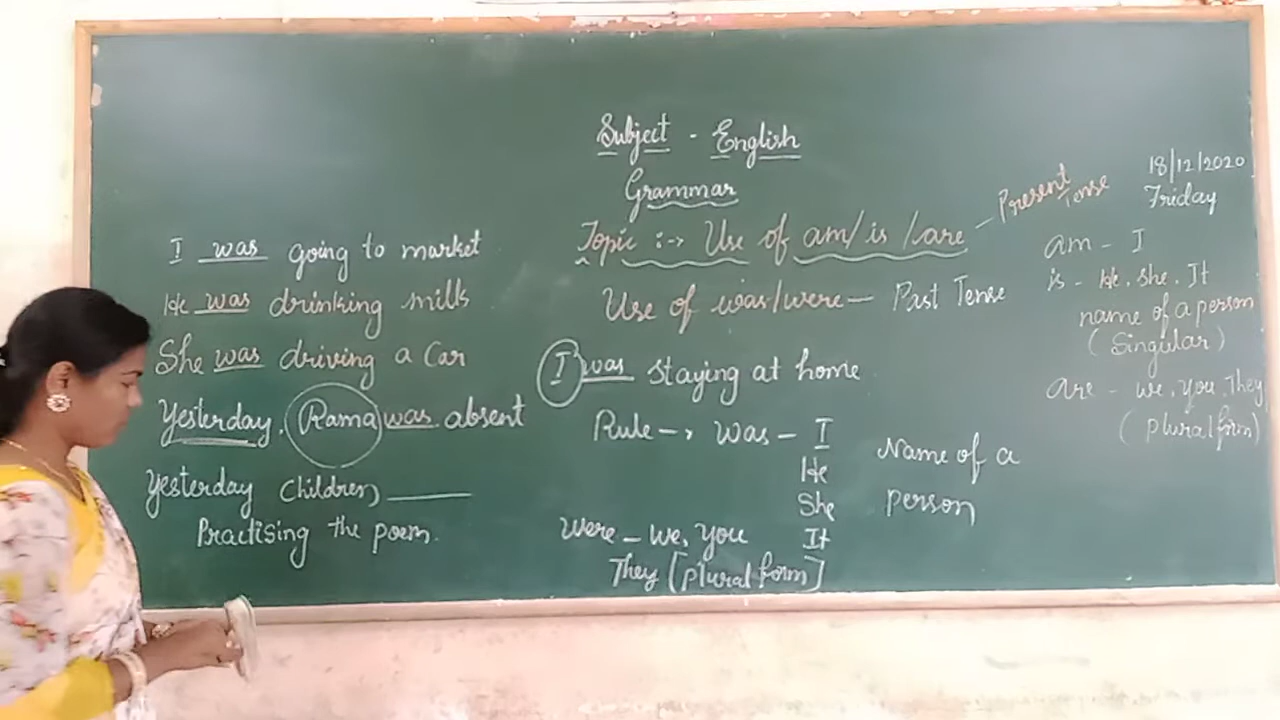 Subject - English
Grammar
Topic :-> Use of am/is/are - Present Tense
18/12/2020
Friday
Use of was/were - Past Tense
I was staying at home
Rule -> was - I
He
She
It
Name of a
person
Were - we, you
They [plural form]
am - I
is - He, she, It
name of a person
(Singular)
are - we, you, They
(plural form)
I was going to market
He was drinking milk
She was driving a Car
Yesterday, Rama was absent
Yesterday Children ______
Practising the poem.